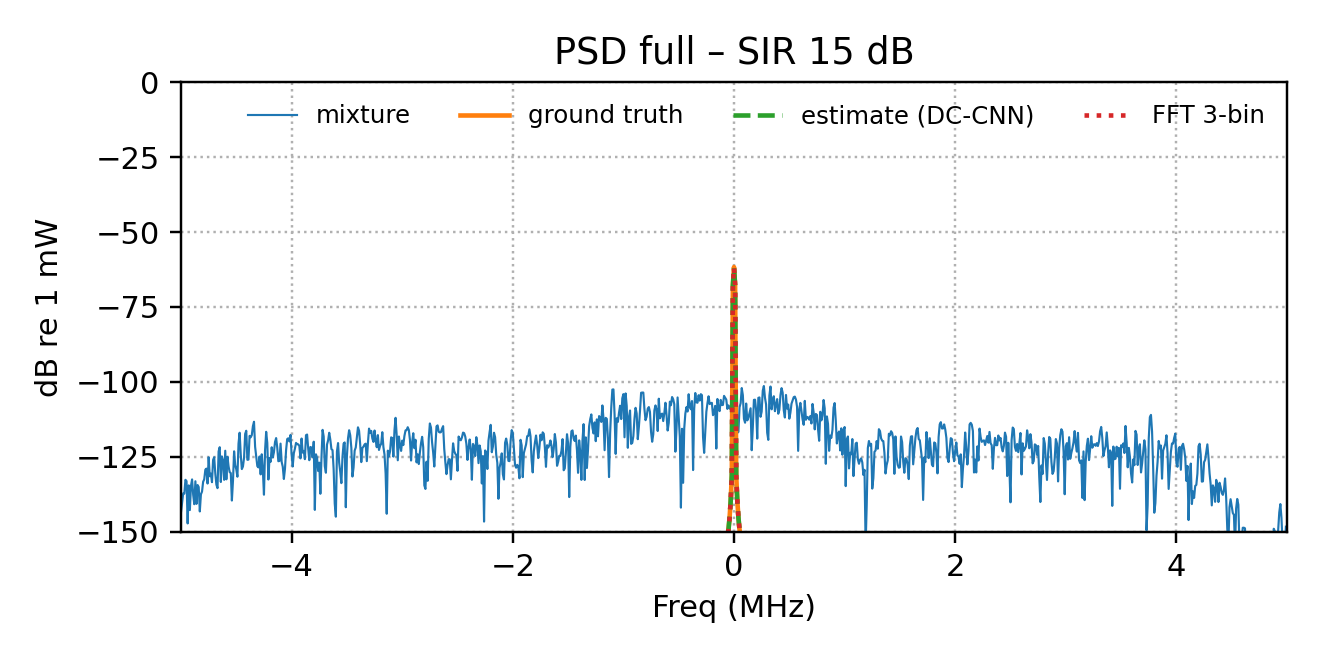 PSD full – SIR 15 dB
mixture ground truth estimate (DC-CNN) FFT 3-bin
dB re 1 mW
0
−25
−50
−75
−100
−125
−150
−4 −2 0 2 4
Freq (MHz)